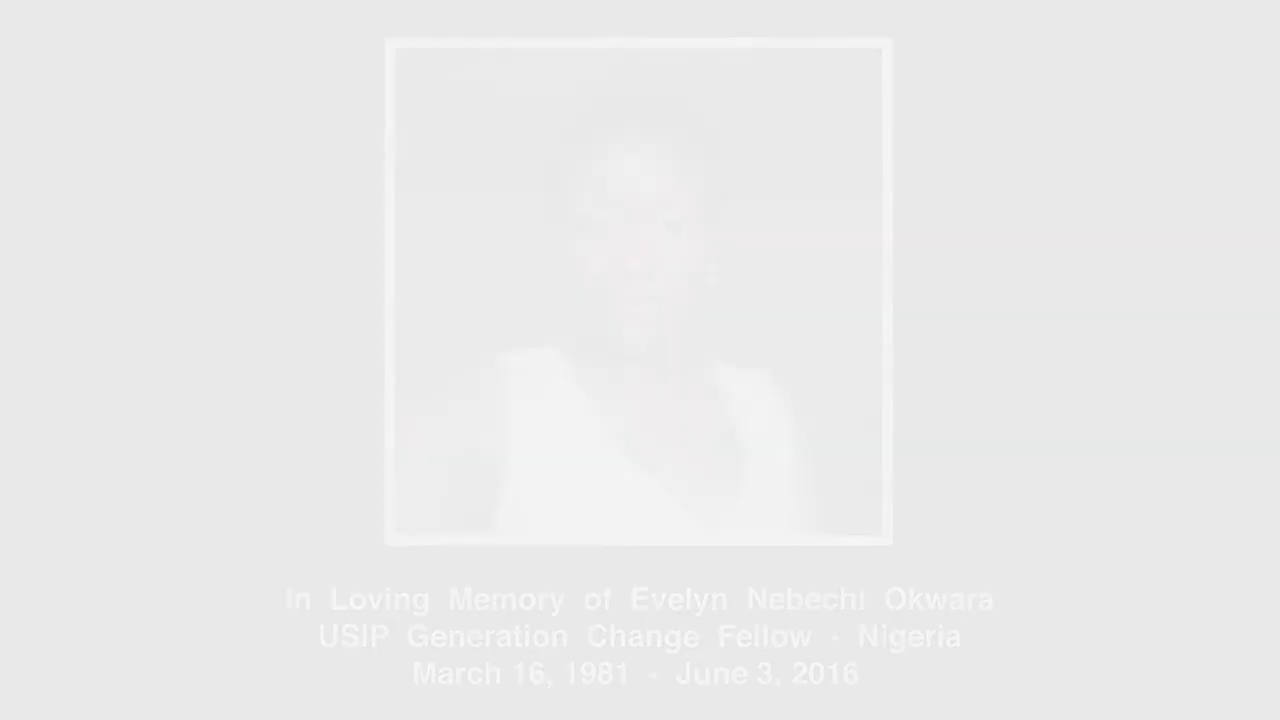 In Loving Memory of Evelyn Nebechi Okwara
USIP Generation Change Fellow - Nigeria
March 16, 1981 - June 3, 2016